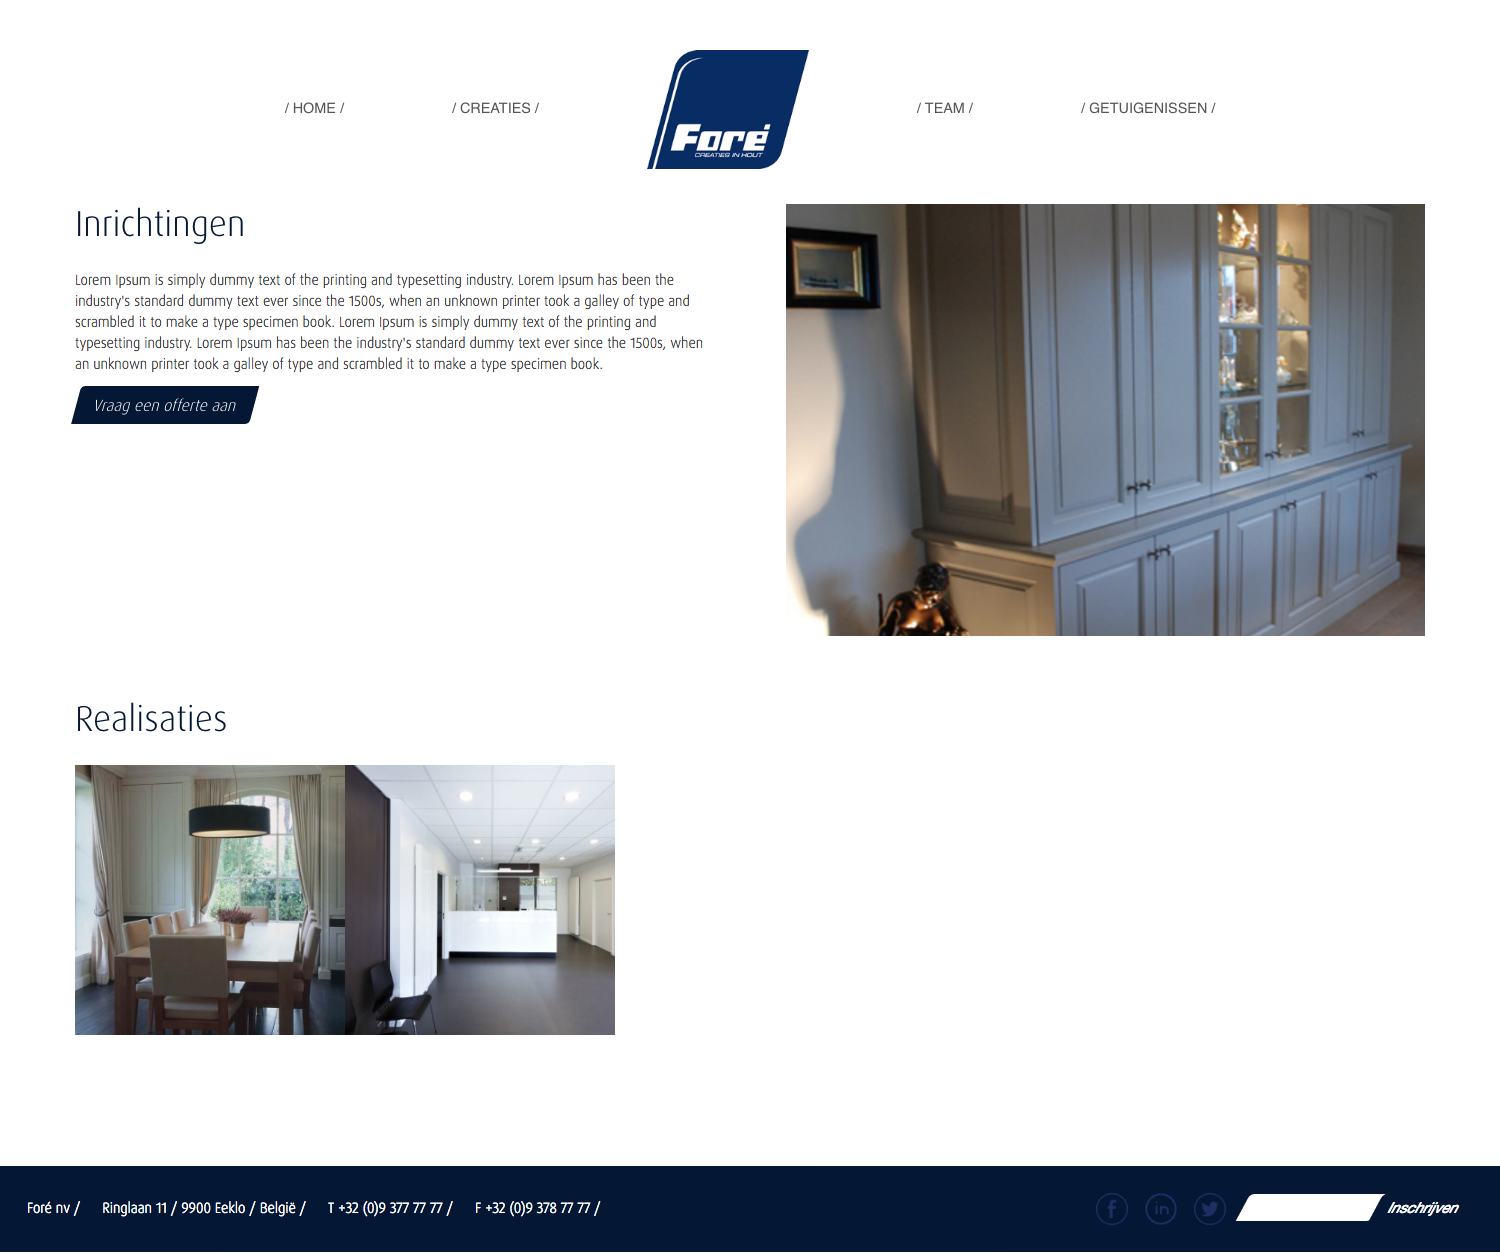 / HOME /
/ CREATIES /
Foré
CREATIES IN HOUT
/ TEAM /
/ GETUIGENISSEN /
Inrichtingen
Lorem Ipsum is simply dummy text of the printing and typesetting industry. Lorem Ipsum has been the
industry's standard dummy text ever since the 1500s, when an unknown printer took a galley of type and
scrambled it to make a type specimen book. Lorem Ipsum is simply dummy text of the printing and
typesetting industry. Lorem Ipsum has been the industry's standard dummy text ever since the 1500s, when
an unknown printer took a galley of type and scrambled it to make a type specimen book.
Vraag een offerte aan
Realisaties
Foré nv / Ringlaan 11 / 9900 Eeklo / België / T +32 (0)9 377 77 77 / F +32 (0)9 378 77 77 /
Inschrijven